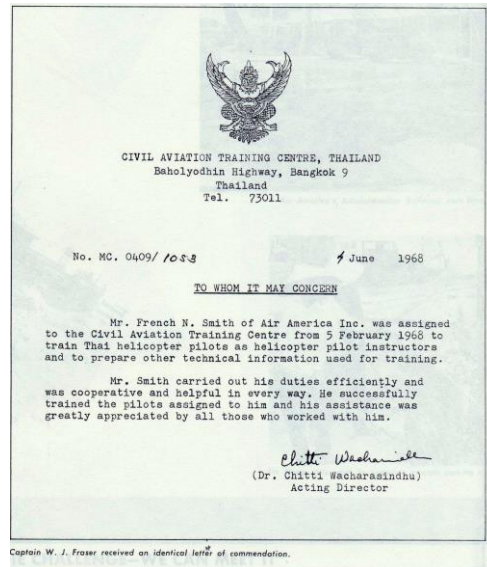 CIVIL AVIATION TRAINING CENTRE, THAILAND
Baholyodhin Highway, Bangkok 9
Thailand
Tel. 73011
No. MC. 0409/1053
4 June 1968
TO WHOM IT MAY CONCERN
Mr. French N. Smith of Air America Inc. was assigned
to the Civil Aviation Training Centre from 5 February 1968 to
train Thai helicopter pilots as helicopter pilot instructors
and to prepare other technical information used for training.
Mr. Smith carried out his duties efficiently and
was cooperative and helpful in every way. He successfully
trained the pilots assigned to him and his assistance was
greatly appreciated by all those who worked with him.
Chitti
(Dr. Chitti Wacharasindhu)
Acting Director
Captain W. J. Fraser received an identical letter of commendation.